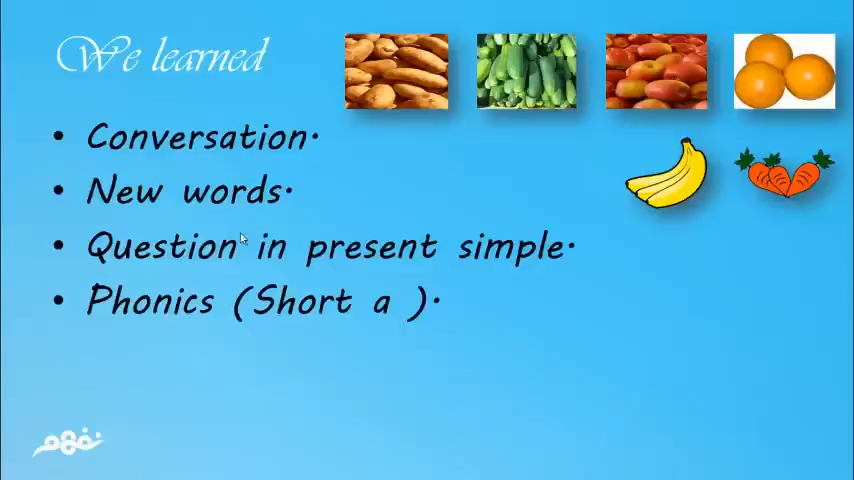 We learned
• Conversation.
• New words.
• Question in present simple.
• Phonics (Short a ).
نفهم